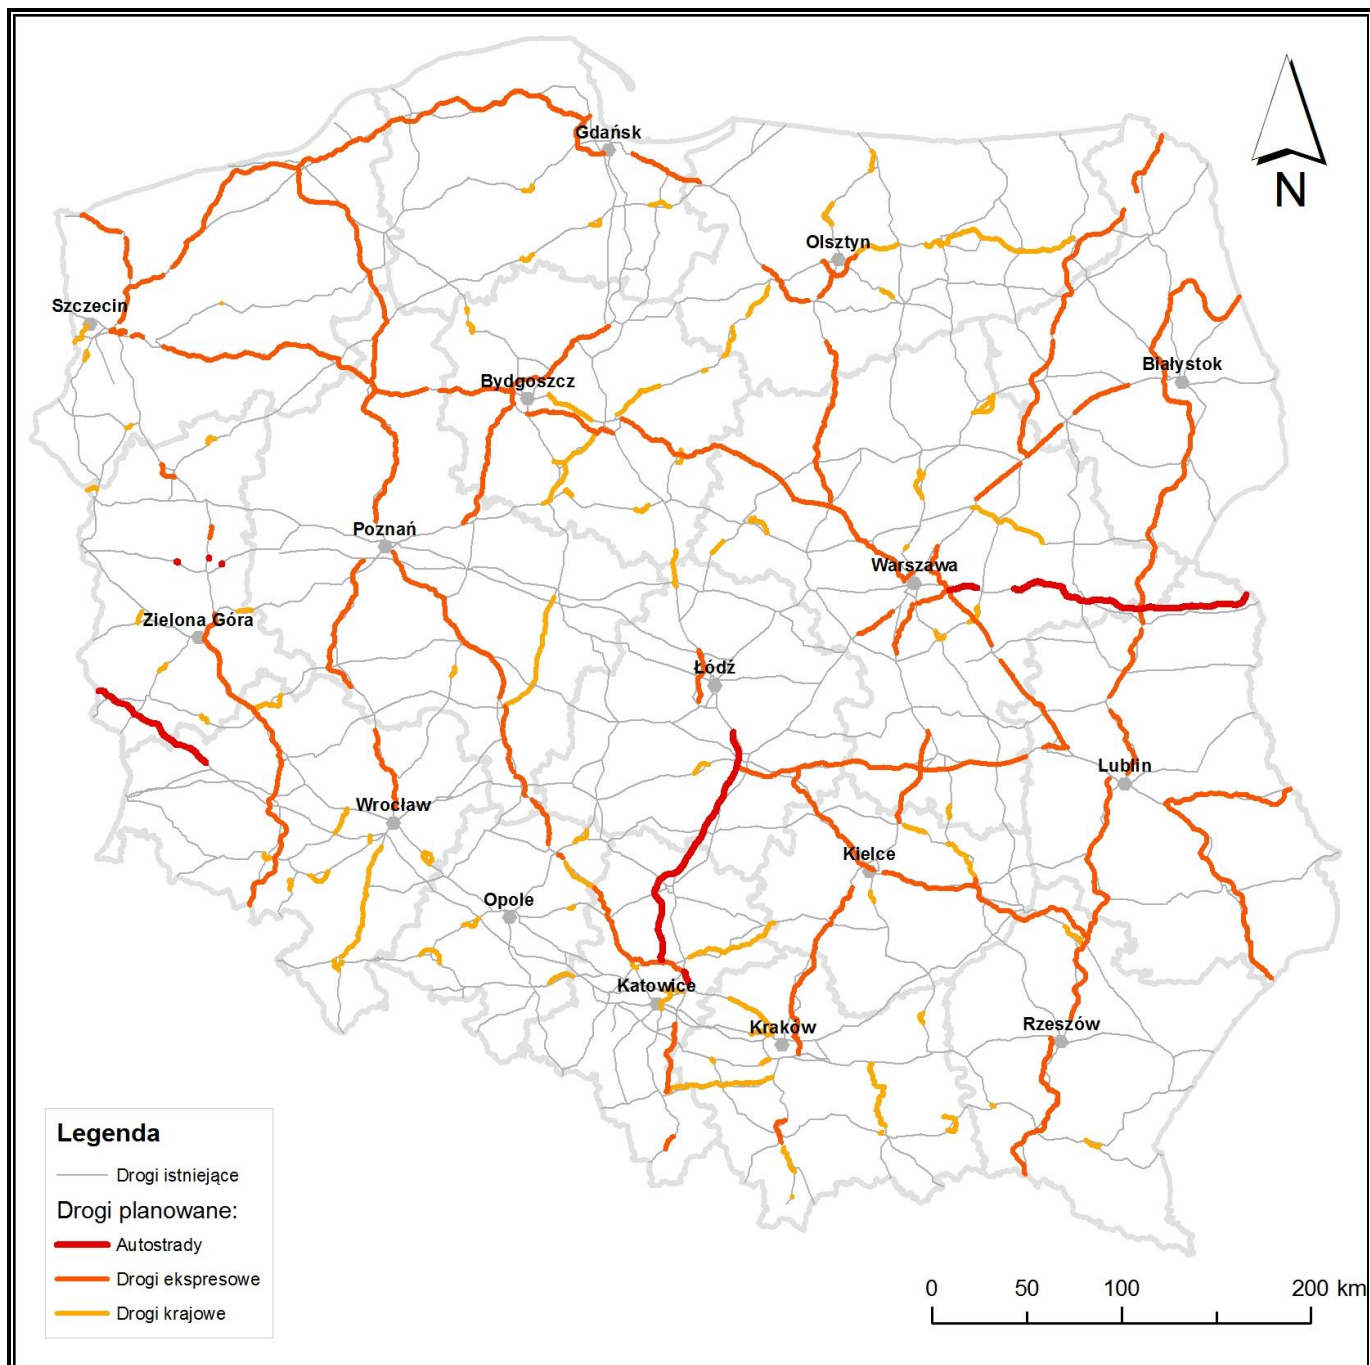 Gdańsk
N
Olsztyn
Szczecin
Białystok
Bydgoszcz
Poznań
Warszawa
Zielona Góra
Łódź
Lublin
Wrocław
Kielce
Opole
Katowice
Kraków
Rzeszów
Legenda
Drogi istniejące
Drogi planowane:
Autostrady
Drogi ekspresowe
Drogi krajowe
0 50 100 200 km